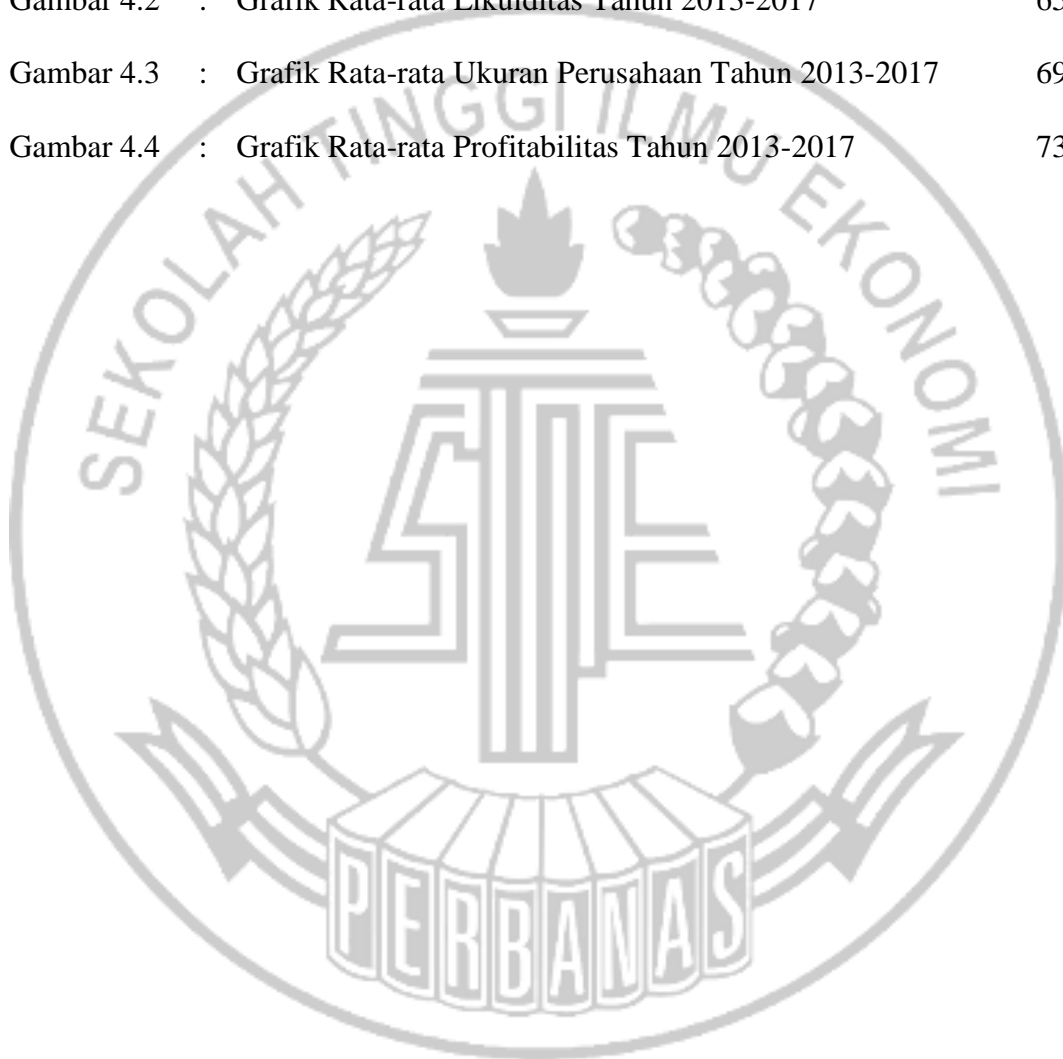 Gambar 4.2 : Grafik Rata-rata Likuiditas Tahun 2013-2017 65
Gambar 4.3 : Grafik Rata-rata Ukuran Perusahaan Tahun 2013-2017 69
Gambar 4.4 : Grafik Rata-rata Profitabilitas Tahun 2013-2017 73
SEKOLAH TINGGI ILMU EKONOMI
STIE
PERBANAS